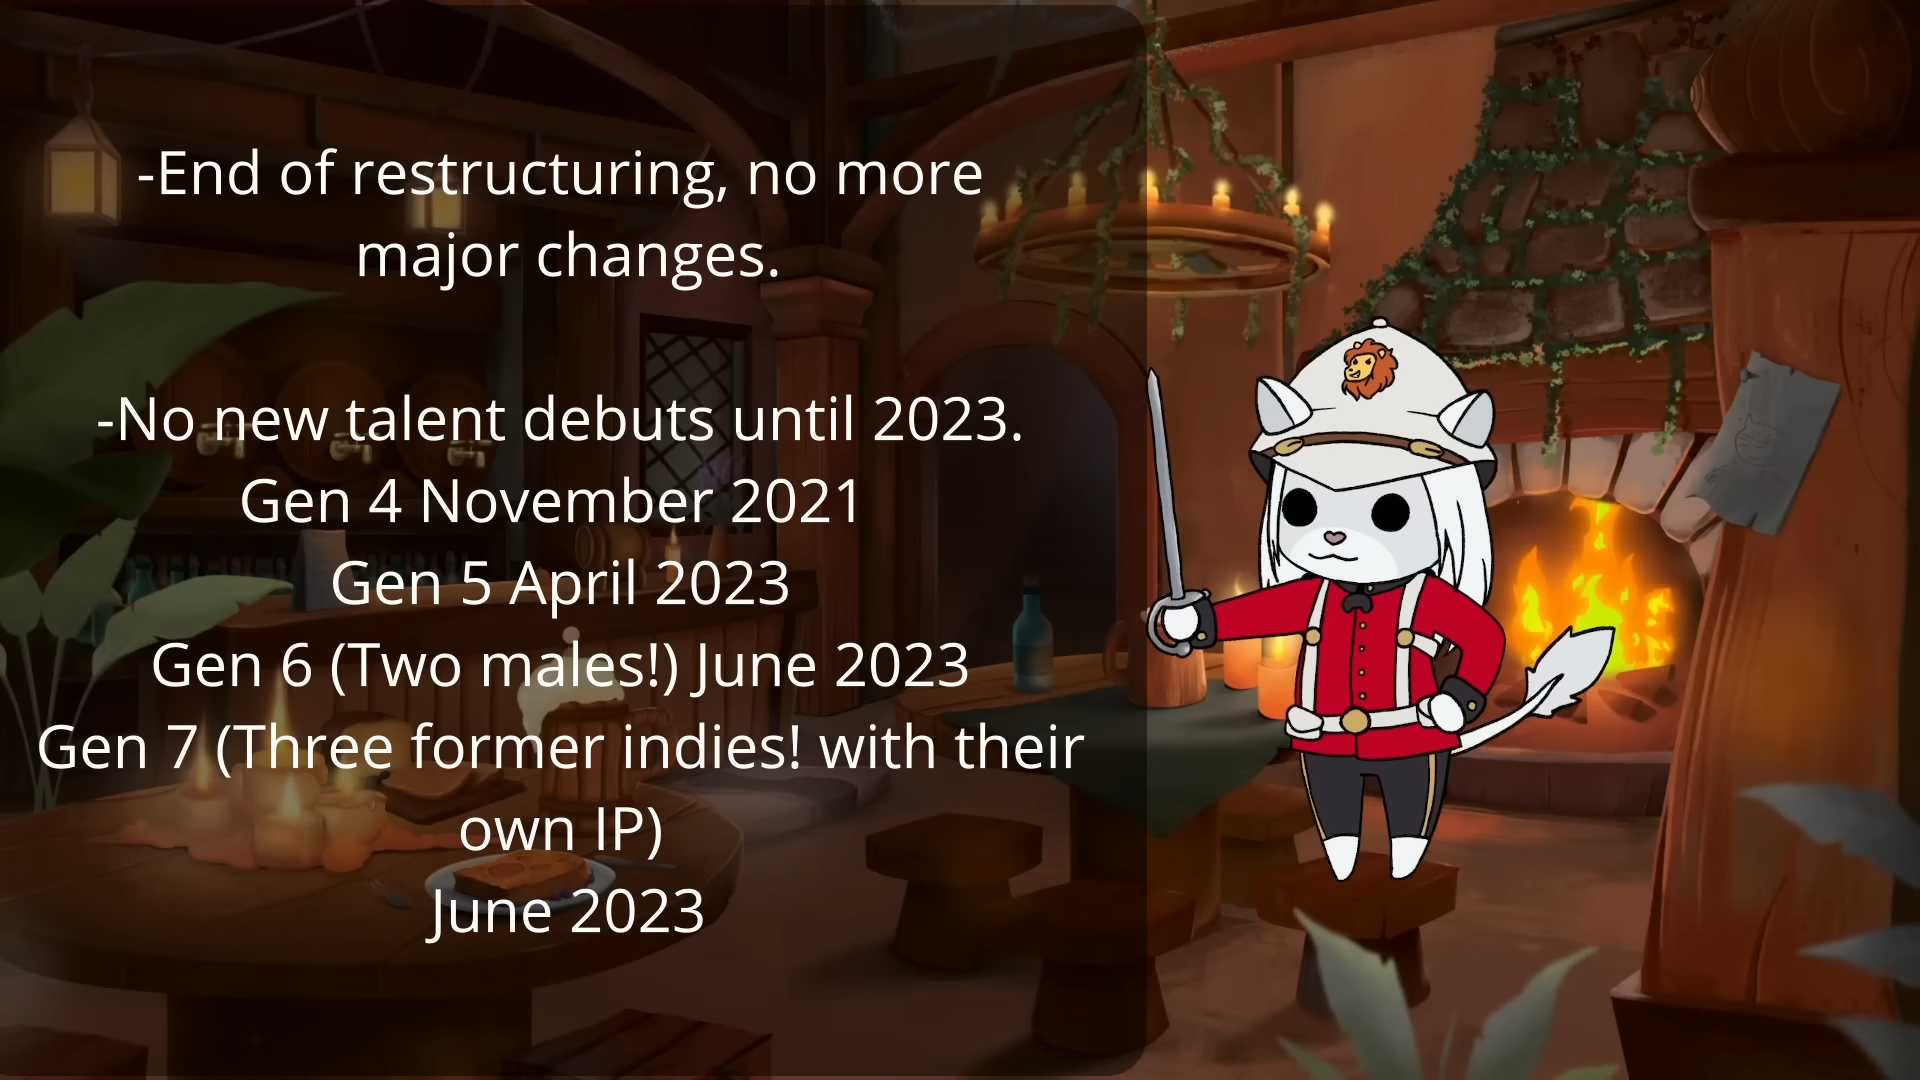 -End of restructuring, no more
major changes.
-No new talent debuts until 2023.
Gen 4 November 2021
Gen 5 April 2023
Gen 6 (Two males!) June 2023
Gen 7 (Three former indies! with their
own IP)
June 2023